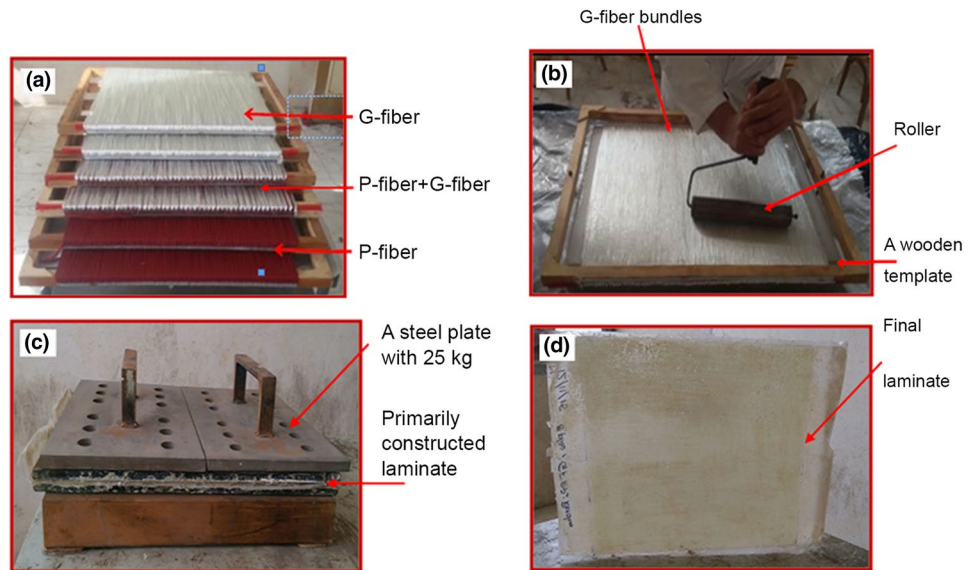 G-fiber bundles
(a)
G-fiber
P-fiber+G-fiber
P-fiber
(b)
Roller
A wooden
template
(c)
A steel plate
with 25 kg
Primarily
constructed
laminate
(d)
Final
laminate